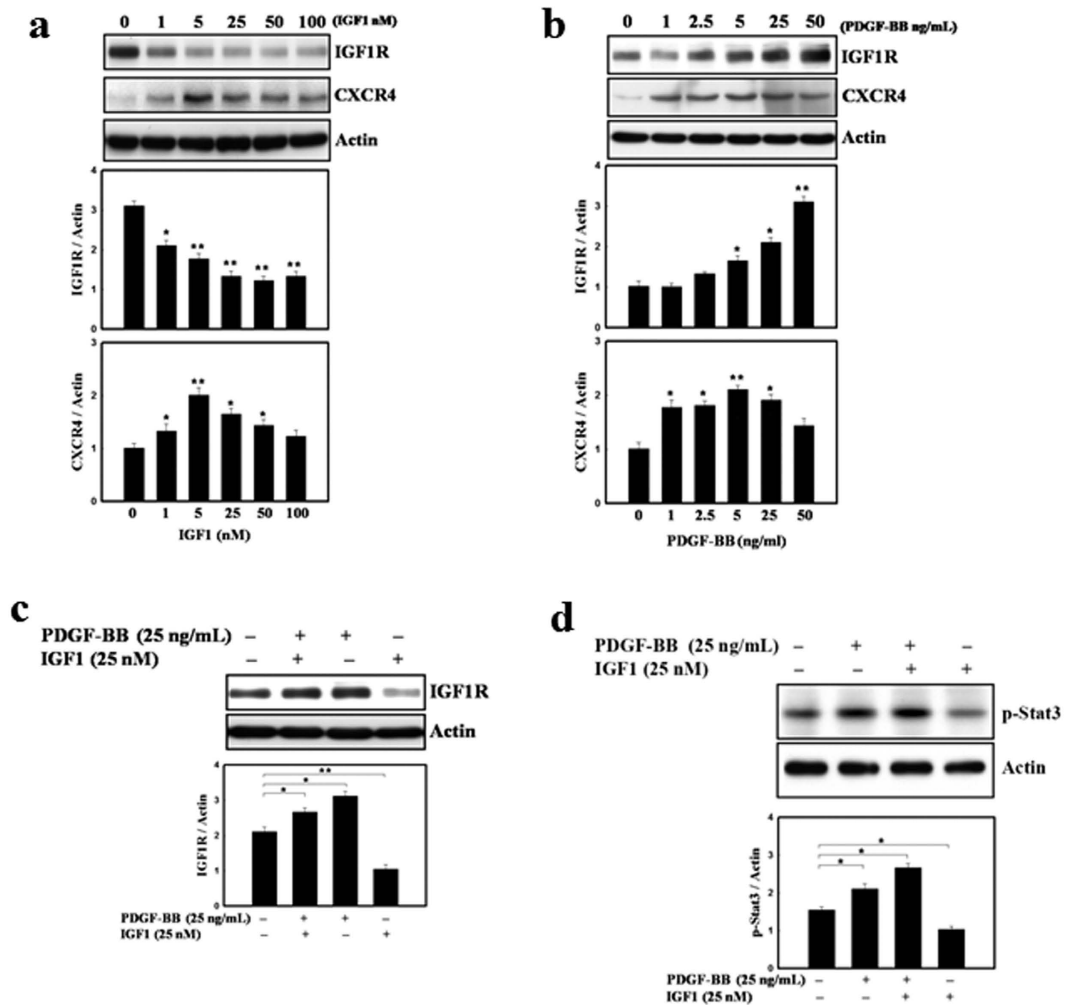 a
0 1 5 25 50 100 (IGF1 nM)
IGF1R
CXCR4
Actin
4
3
2
1
0
IGF1R / Actin
* ** ** ** **
3
2
1
0
CXCR4 / Actin
* ** * *
0 1 5 25 50 100
IGF1 (nM)
b
0 1 2.5 5 25 50 (PDGF-BB ng/mL)
IGF1R
CXCR4
Actin
4
3
2
1
0
IGF1R / Actin
* * **
3
2
1
0
CXCR4 / Actin
* * ** *
0 1 2.5 5 25 50
PDGF-BB (ng/ml)
c
PDGF-BB (25 ng/mL) – + + –
IGF1 (25 nM) – + – +
IGF1R
Actin
4
3
2
1
0
IGF1R / Actin
**
*
*
PDGF-BB (25 ng/mL) – + + –
IGF1 (25 nM) – + – +
d
PDGF-BB (25 ng/mL) – + + –
IGF1 (25 nM) – – + +
p-Stat3
Actin
4
3
2
1
0
p-Stat3 / Actin
*
*
*
PDGF-BB (25 ng/mL) – + + –
IGF1 (25 nM) – – + +